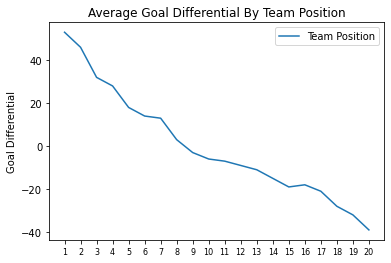 Average Goal Differential By Team Position
Team Position
Goal Differential
40
20
0
−20
−40
1 2 3 4 5 6 7 8 9 10 11 12 13 14 15 16 17 18 19 20